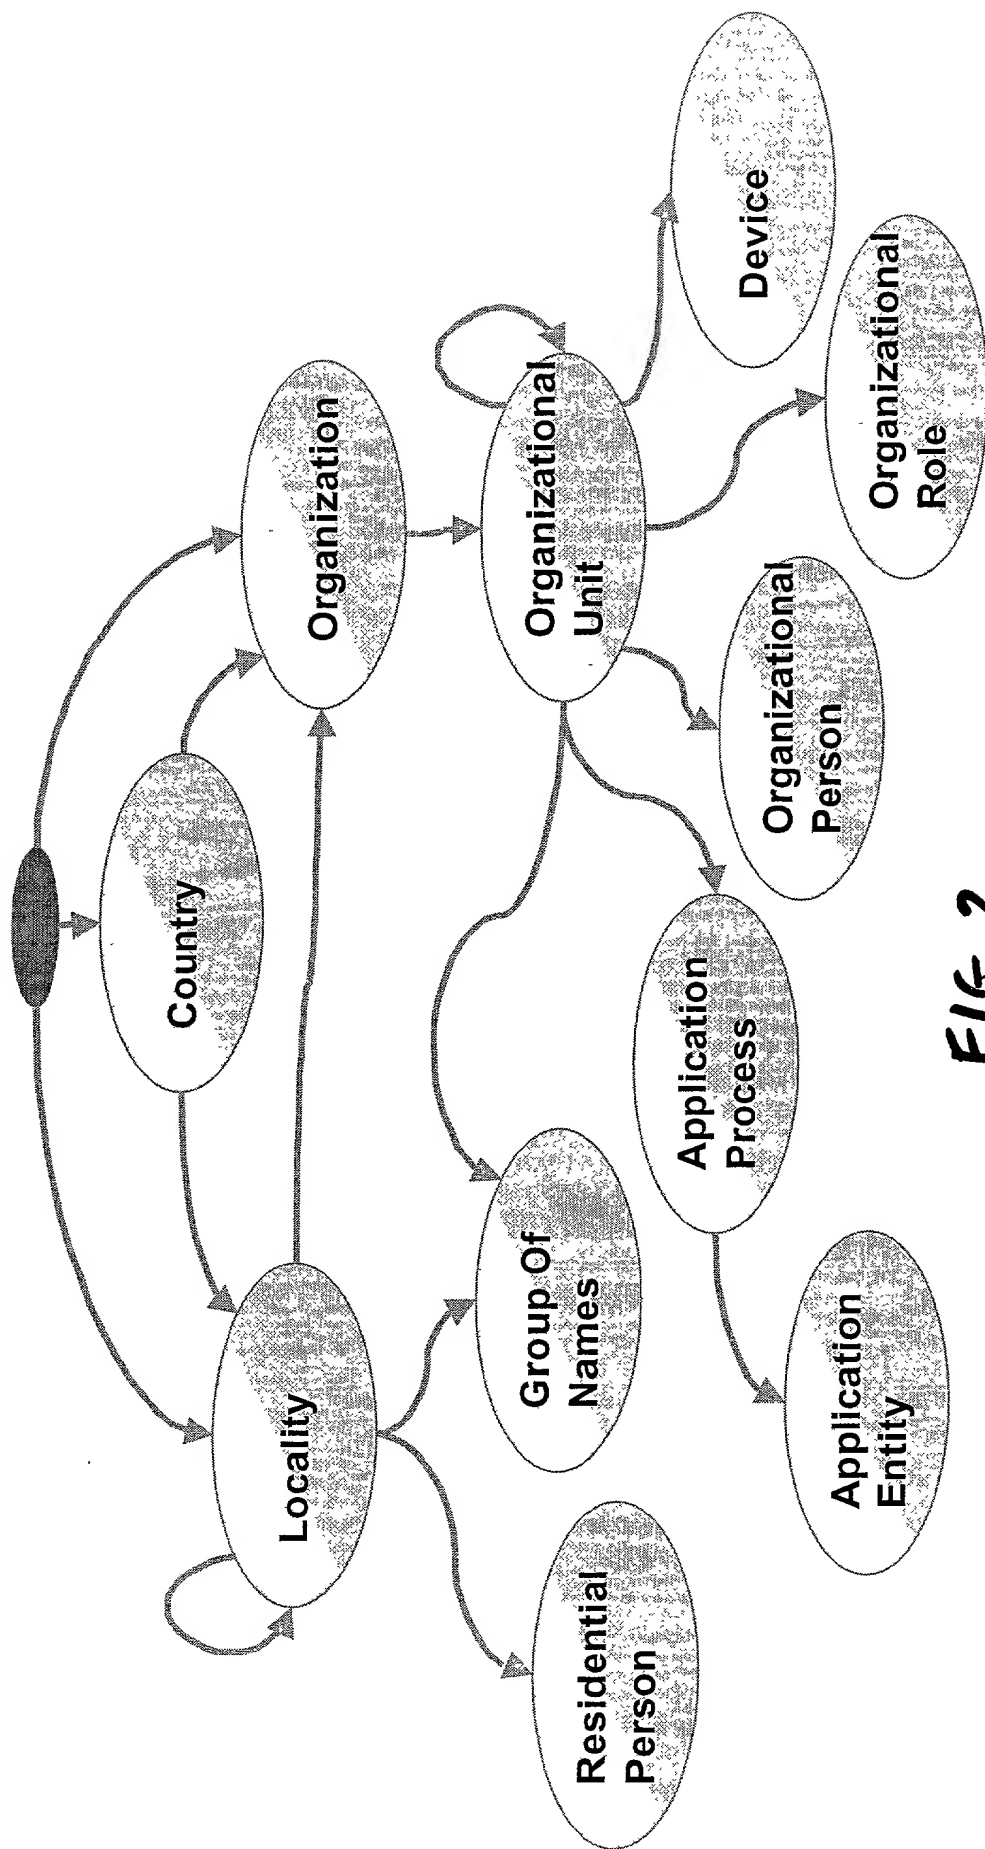 Country
Locality
Organization
Residential
Person
Group Of
Names
Organizational
Unit
Application
Entity
Application
Process
Organizational
Person
Organizational
Role
Device
FIG 2